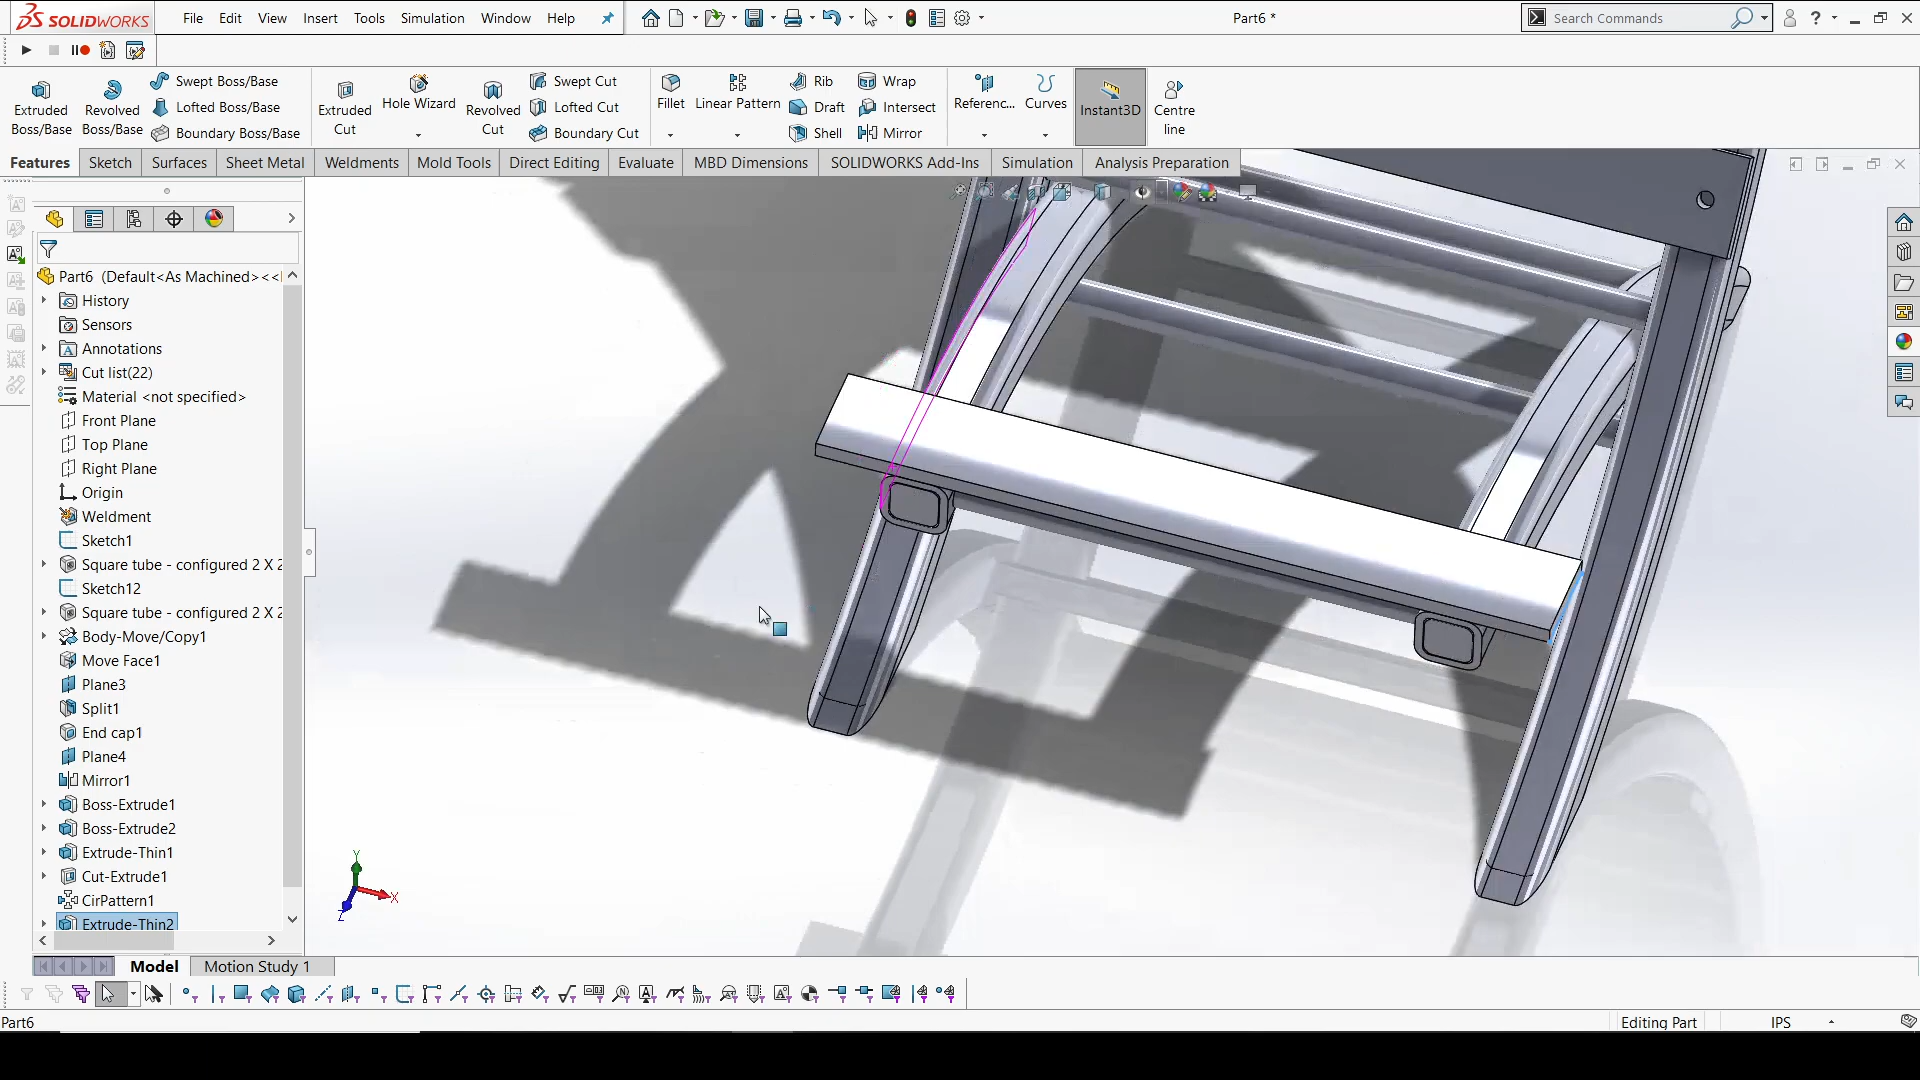 SOLIDWORKS
File
Edit
View
Insert
Tools
Simulation
Window
Help
Part6 *
Search Commands
?
Extruded
Boss/Base
Revolved
Boss/Base
Swept Boss/Base
Lofted Boss/Base
Boundary Boss/Base
Extruded
Cut
Hole Wizard
Revolved
Cut
Swept Cut
Lofted Cut
Boundary Cut
Fillet
Linear Pattern
Rib
Draft
Shell
Wrap
Intersect
Mirror
Referenc...
Curves
Instant3D
Centre
line
Features
Sketch
Surfaces
Sheet Metal
Weldments
Mold Tools
Direct Editing
Evaluate
MBD Dimensions
SOLIDWORKS Add-Ins
Simulation
Analysis Preparation
Part6 (Default<As Machined><<
History
Sensors
Annotations
Cut list(22)
Material <not specified>
Front Plane
Top Plane
Right Plane
Origin
Weldment
Sketch1
Square tube - configured 2 X 2
Sketch12
Square tube - configured 2 X 2
Body-Move/Copy1
Move Face1
Plane3
Split1
End cap1
Plane4
Mirror1
Boss-Extrude1
Boss-Extrude2
Extrude-Thin1
Cut-Extrude1
CirPattern1
Extrude-Thin2
Y
X
Z
Model
Motion Study 1
Part6
Editing Part
IPS